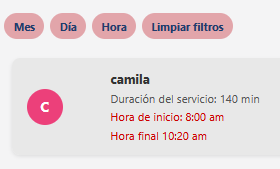 Mes Día Hora Limpiar filtros
camila
C
Duración del servicio: 140 min
Hora de inicio: 8:00 am
Hora final 10:20 am